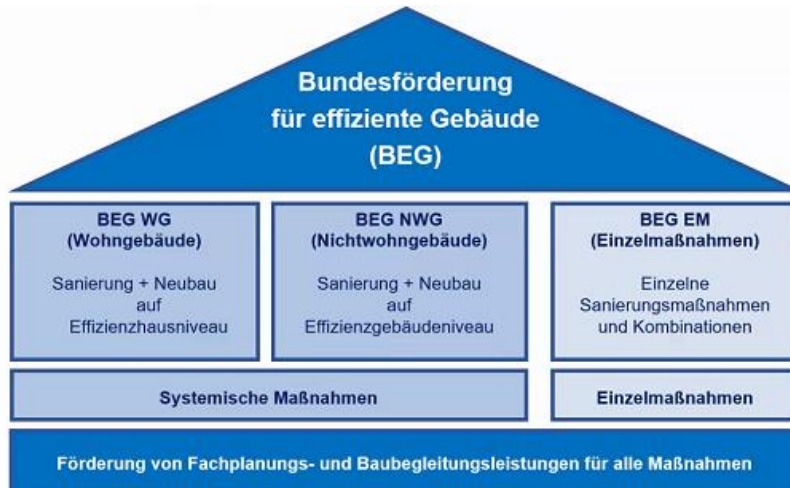 Bundesförderung
für effiziente Gebäude
(BEG)
BEG WG
(Wohngebäude)
Sanierung + Neubau
auf
Effizienzhausniveau
BEG NWG
(Nichtwohngebäude)
Sanierung + Neubau
auf
Effizienzgebäudeniveau
BEG EM
(Einzelmaßnahmen)
Einzelne
Sanierungsmaßnahmen
und Kombinationen
Systemische Maßnahmen
Einzelmaßnahmen
Förderung von Fachplanungs- und Baubegleitungsleistungen für alle Maßnahmen